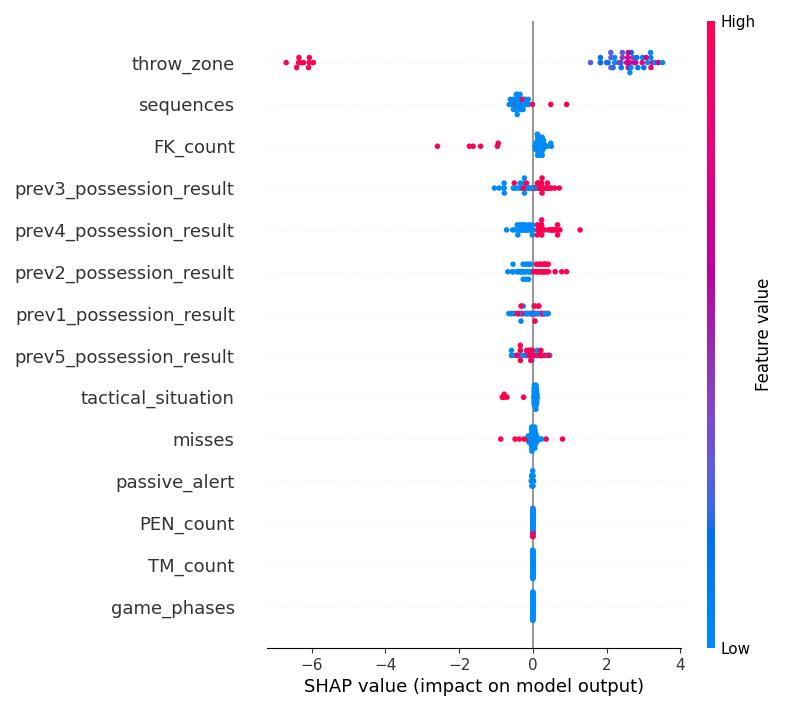 High
throw_zone
sequences
FK_count
prev3_possession_result
prev4_possession_result
prev2_possession_result
prev1_possession_result
prev5_possession_result
tactical_situation
misses
passive_alert
PEN_count
TM_count
game_phases
Feature value
Low
−6 −4 −2 0 2 4
SHAP value (impact on model output)